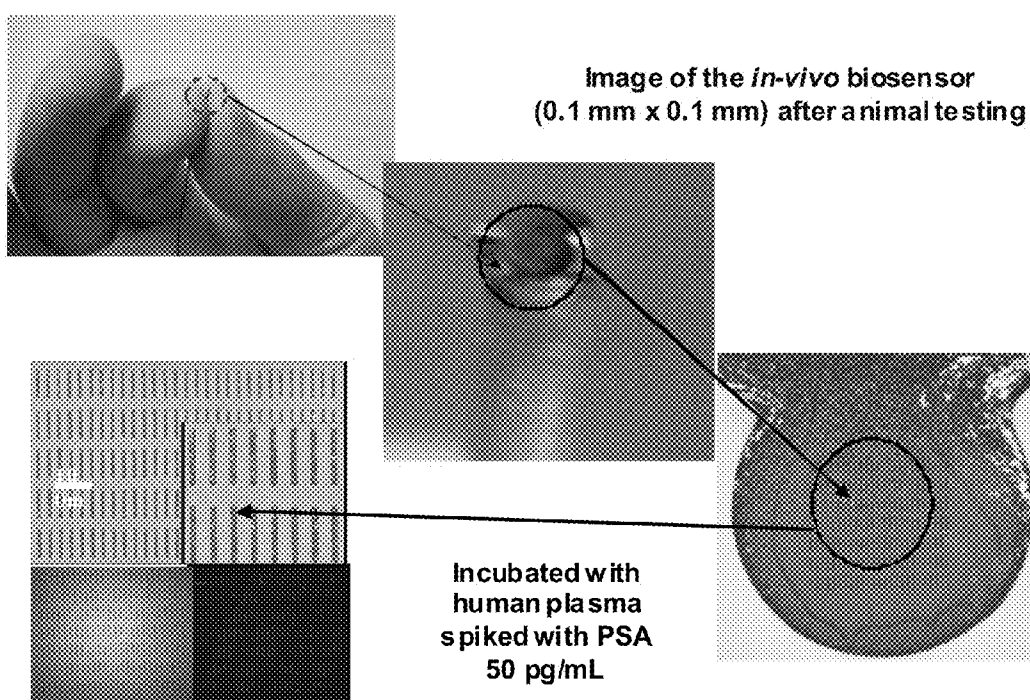 Image of the in-vivo biosensor
(0.1 mm x 0.1 mm) after animal testing
Incubated with
human plasma
spiked with PSA
50 pg/mL